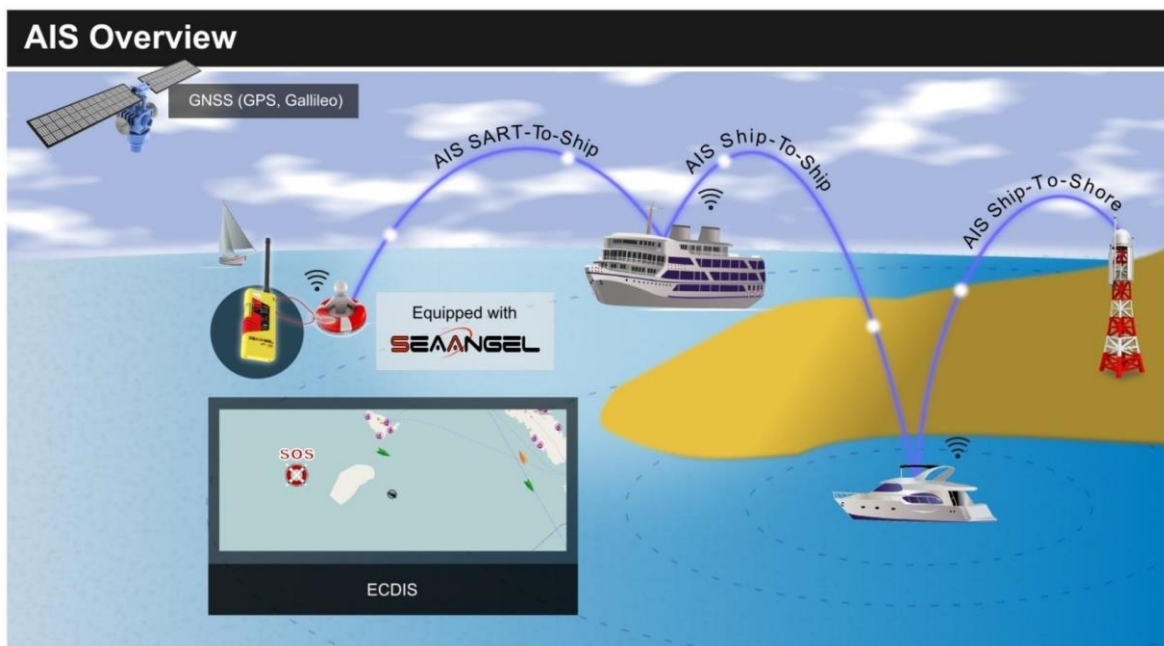 AIS Overview
GNSS (GPS, Gallileo)
AIS SART-To-Ship
AIS Ship-To-Ship
AIS Ship-To-Shore
Equipped with
SEAANGEL
SEAANGEL
SOS
ECDIS